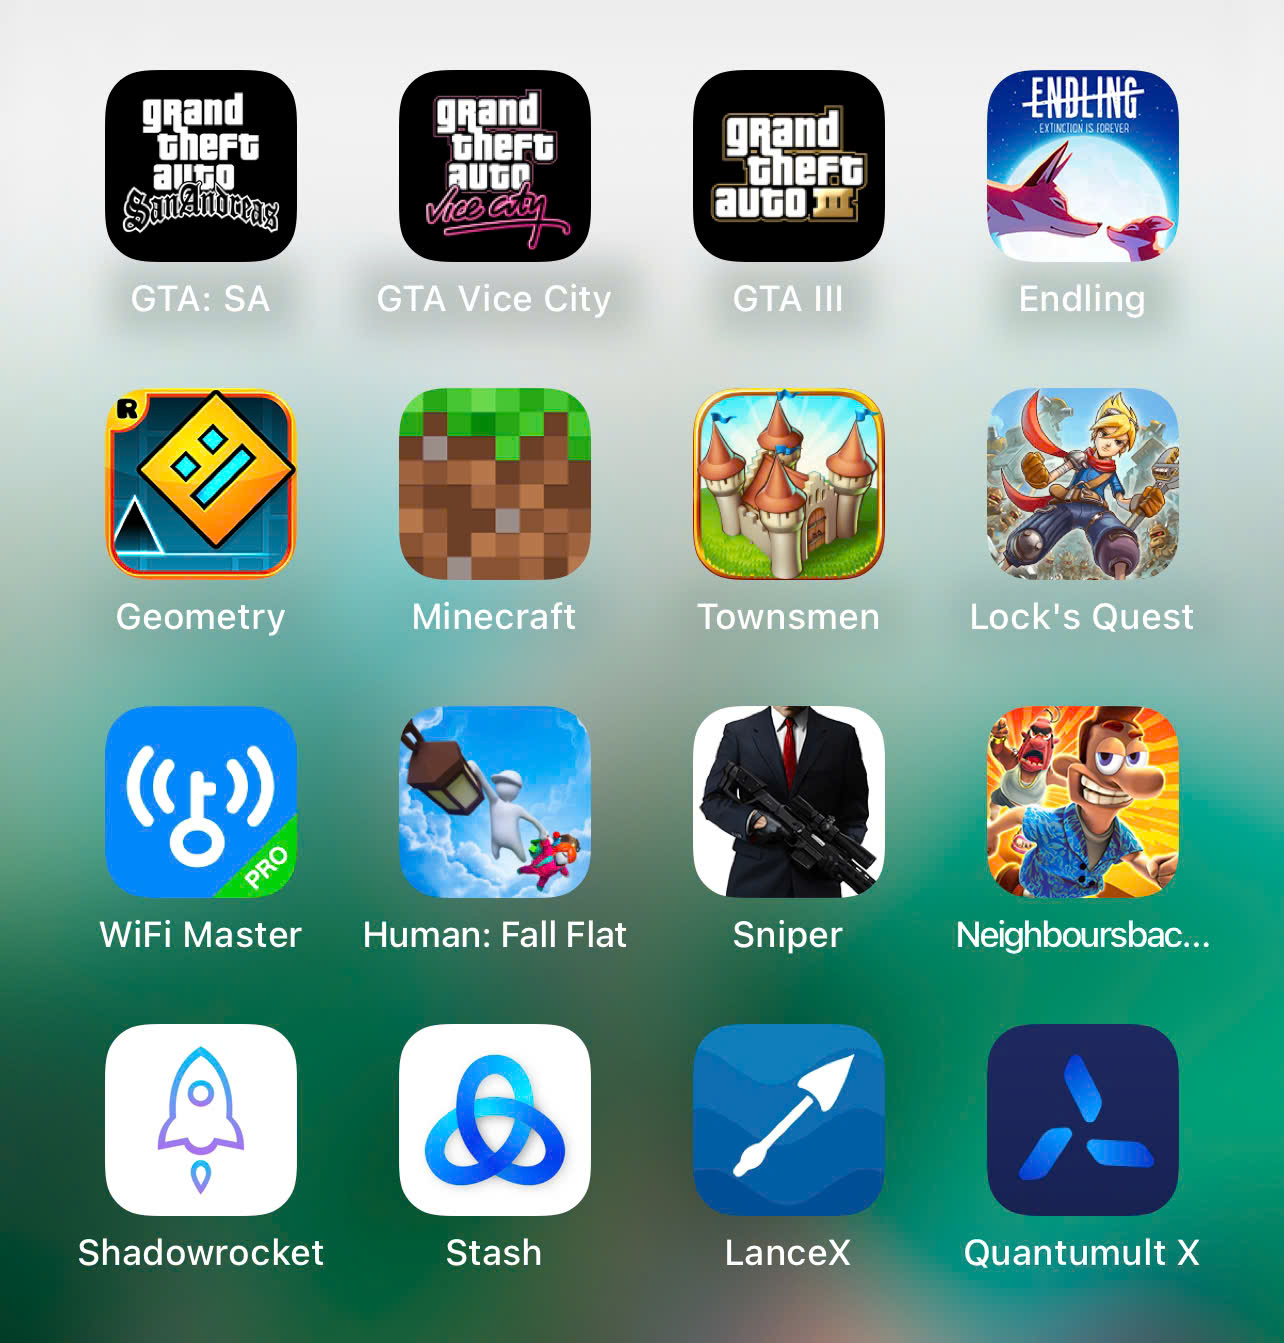 grand
theft
auto
San Andreas
grand
theft
auto
vice city
grand
theft
auto III
ENDLING
EXTINCTION IS FOREVER
GTA: SA
GTA Vice City
GTA III
Endling
R
Geometry
Minecraft
Townsmen
Lock's Quest
PRO
WiFi Master
Human: Fall Flat
Sniper
Neighboursbac...
Shadowrocket
Stash
LanceX
Quantumult X